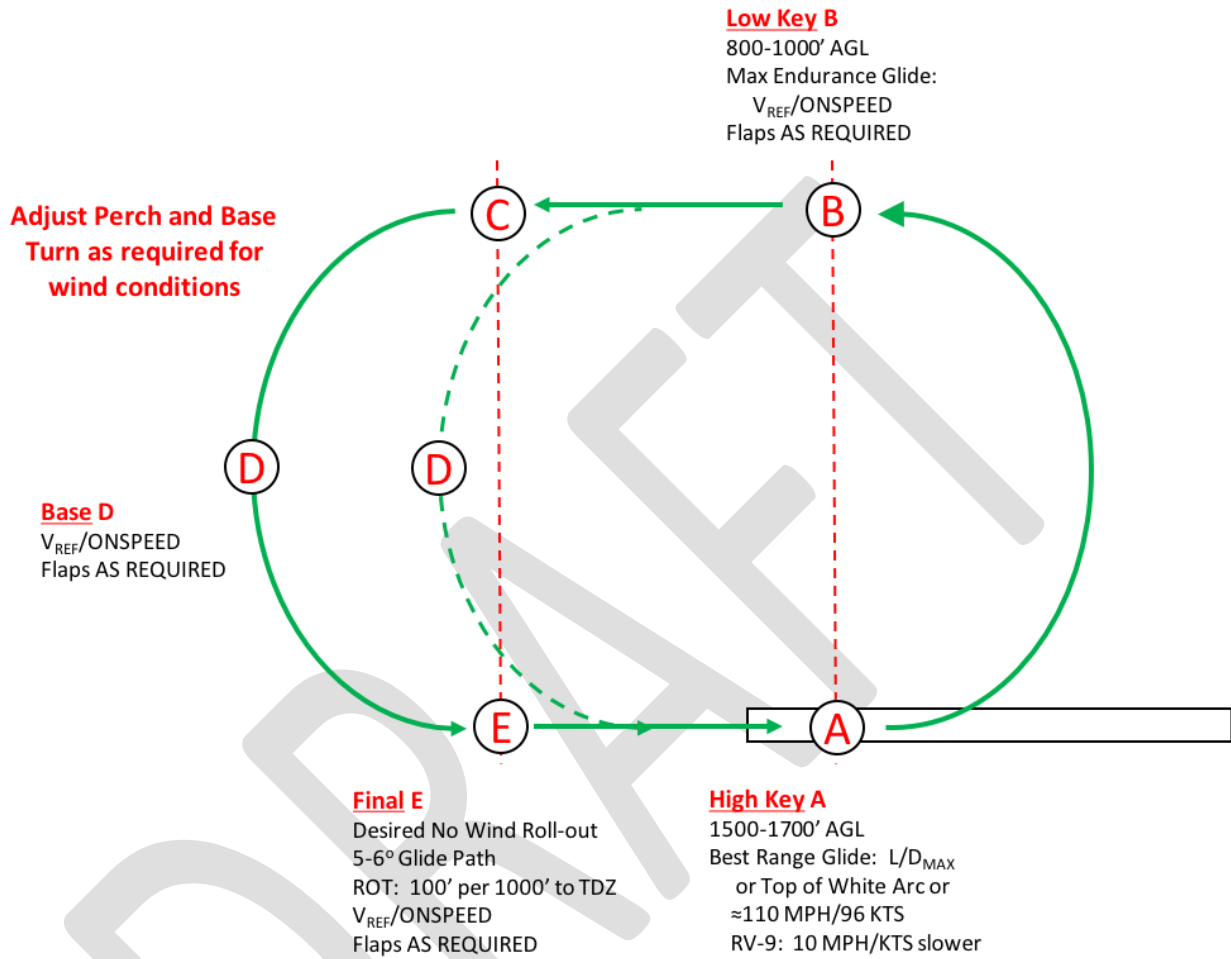 Low Key B
800-1000’ AGL
Max Endurance Glide:
VREF/ONSPEED
Flaps AS REQUIRED
Adjust Perch and Base
Turn as required for
wind conditions
C
B
D
D
Base D
VREF/ONSPEED
Flaps AS REQUIRED
E
A
Final E
Desired No Wind Roll-out
5-6° Glide Path
ROT: 100’ per 1000’ to TDZ
VREF/ONSPEED
Flaps AS REQUIRED
High Key A
1500-1700’ AGL
Best Range Glide: L/DMAX
or Top of White Arc or
≈110 MPH/96 KTS
RV-9: 10 MPH/KTS slower
DRAFT